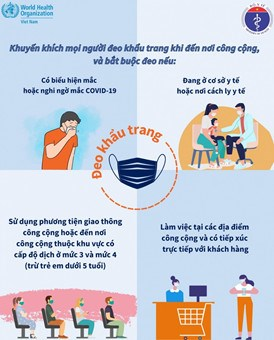 World Health
Organization
Viet Nam
Khuyến khích mọi người đeo khẩu trang khi đến nơi công cộng,
và bắt buộc đeo nếu:
Có biểu hiện mắc
hoặc nghi ngờ mắc COVID-19
Đang ở cơ sở y tế
hoặc nơi cách ly y tế
Đeo khẩu trang
Sử dụng phương tiện giao thông
công cộng hoặc đến nơi
công cộng thuộc khu vực có
cấp độ dịch ở mức 3 và mức 4
(trừ trẻ em dưới 5 tuổi)
Làm việc tại các địa điểm
công cộng và có tiếp xúc
trực tiếp với khách hàng